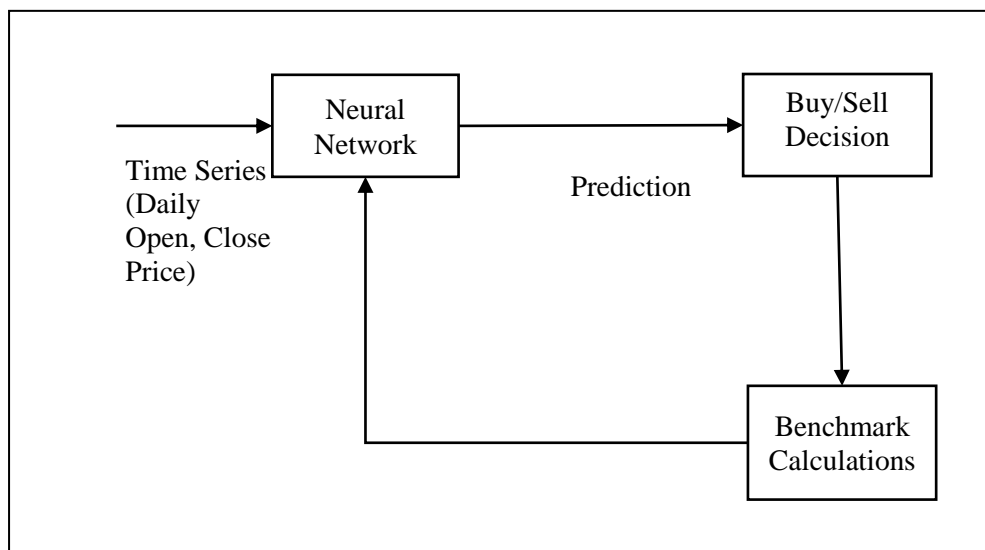 Neural
Network
Buy/Sell
Decision
Time Series
(Daily
Open, Close
Price)
Prediction
Benchmark
Calculations